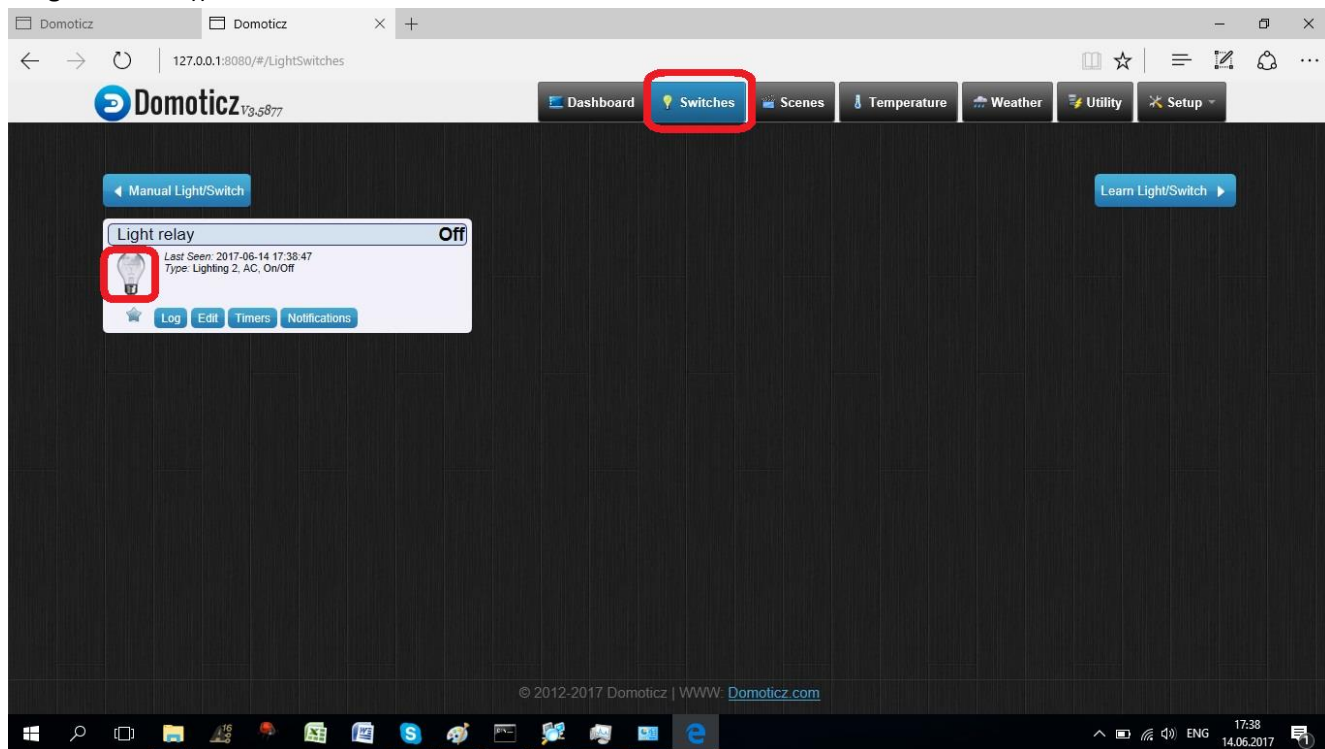 Domoticz
Domoticz
127.0.0.1:8080/#/LightSwitches
Domoticz V3.5877
Dashboard Switches Scenes Temperature Weather Utility Setup
Manual Light/Switch
Learn Light/Switch
Light relay Off
Last Seen: 2017-06-14 17:38:47
Type: Lighting 2, AC, On/Off
Log Edit Timers Notifications
© 2012-2017 Domoticz | WWW: Domoticz.com
ENG
17:38
14.06.2017